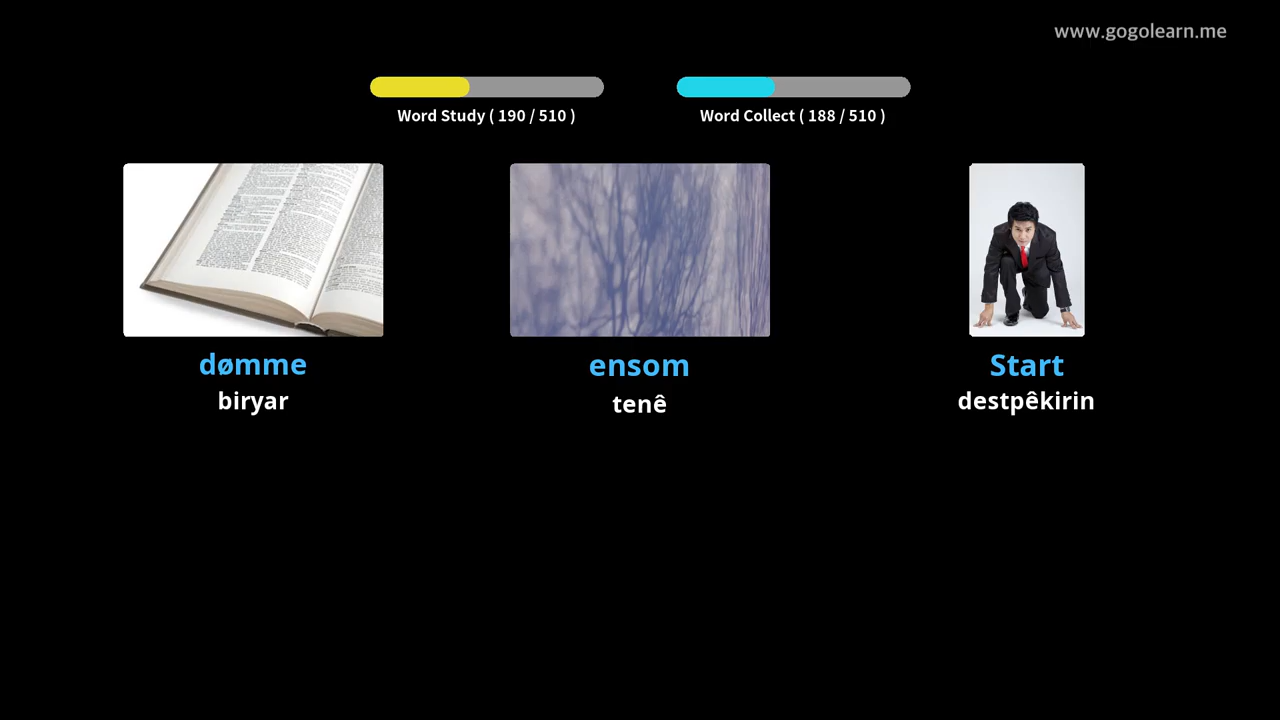 www.gogolearn.me
Word Study ( 190 / 510 )
Word Collect ( 188 / 510 )
dømme
biryar
ensom
tenê
Start
destpêkirin